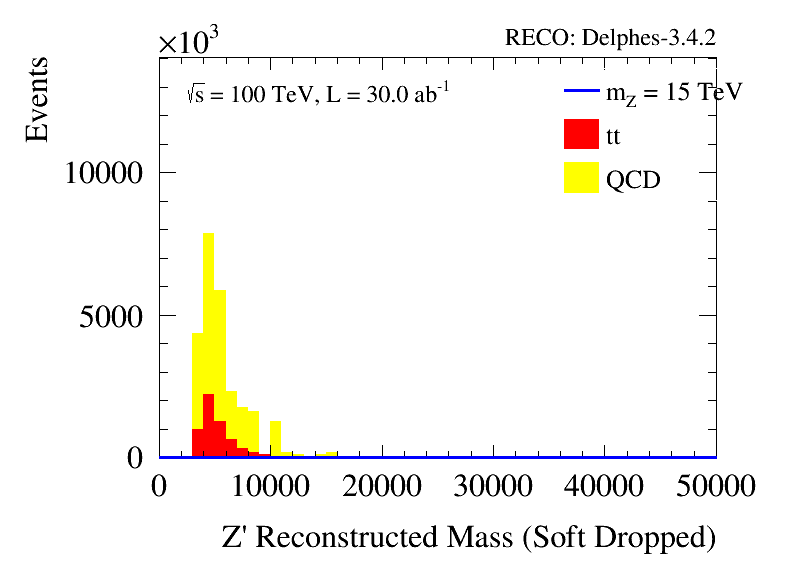 ×10³
RECO: Delphes-3.4.2
Events
√s = 100 TeV, L = 30.0 ab⁻¹
m_Z = 15 TeV
tt
QCD
10000
5000
0
0 10000 20000 30000 40000 50000
Z' Reconstructed Mass (Soft Dropped)